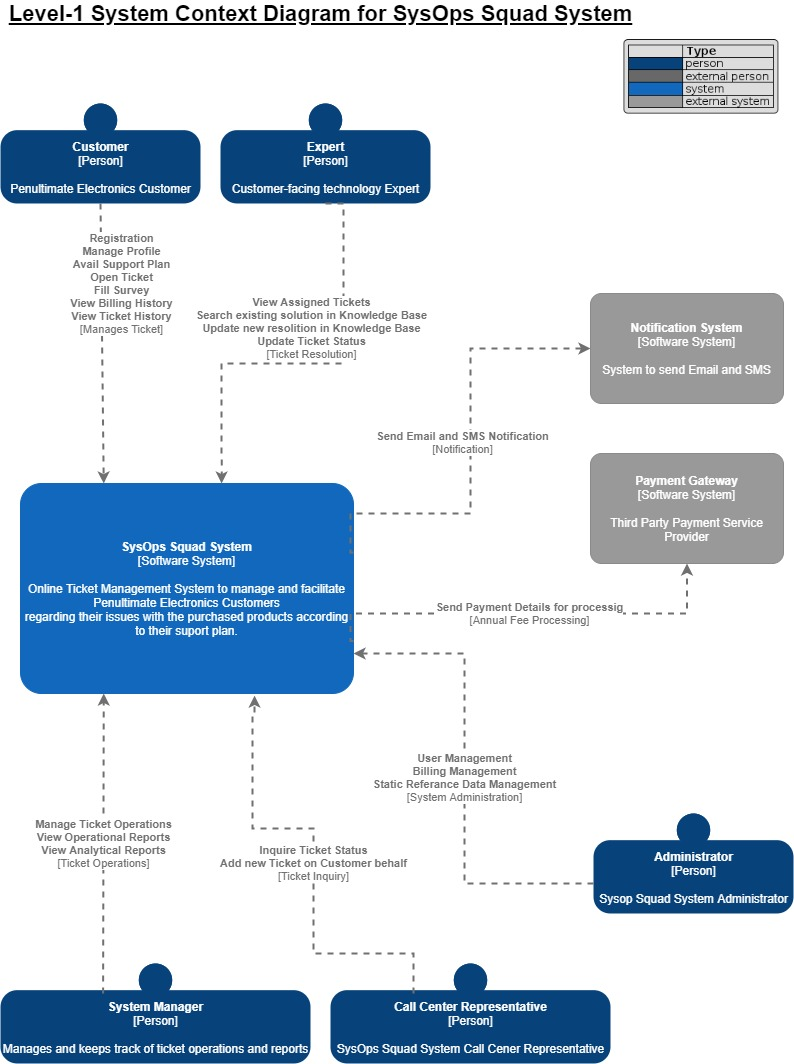 Level-1 System Context Diagram for SysOps Squad System
Type
person
external person
system
external system
Customer
[Person]
Penultimate Electronics Customer
Expert
[Person]
Customer-facing technology Expert
Registration
Manage Profile
Avail Support Plan
Open Ticket
Fill Survey
View Billing History
View Ticket History
[Manages Ticket]
View Assigned Tickets
Search existing solution in Knowledge Base
Update new resolition in Knowledge Base
Update Ticket Status
[Ticket Resolution]
Notification System
[Software System]
System to send Email and SMS
Send Email and SMS Notification
[Notification]
Payment Gateway
[Software System]
Third Party Payment Service
Provider
SysOps Squad System
[Software System]
Online Ticket Management System to manage and facilitate
Penultimate Electronics Customers
regarding their issues with the purchased products according
to their suport plan.
Send Payment Details for processig
[Annual Fee Processing]
User Management
Billing Management
Static Referance Data Management
[System Administration]
Manage Ticket Operations
View Operational Reports
View Analytical Reports
[Ticket Operations]
Inquire Ticket Status
Add new Ticket on Customer behalf
[Ticket Inquiry]
Administrator
[Person]
Sysop Squad System Administrator
System Manager
[Person]
Manages and keeps track of ticket operations and reports
Call Center Representative
[Person]
SysOps Squad System Call Cener Representative